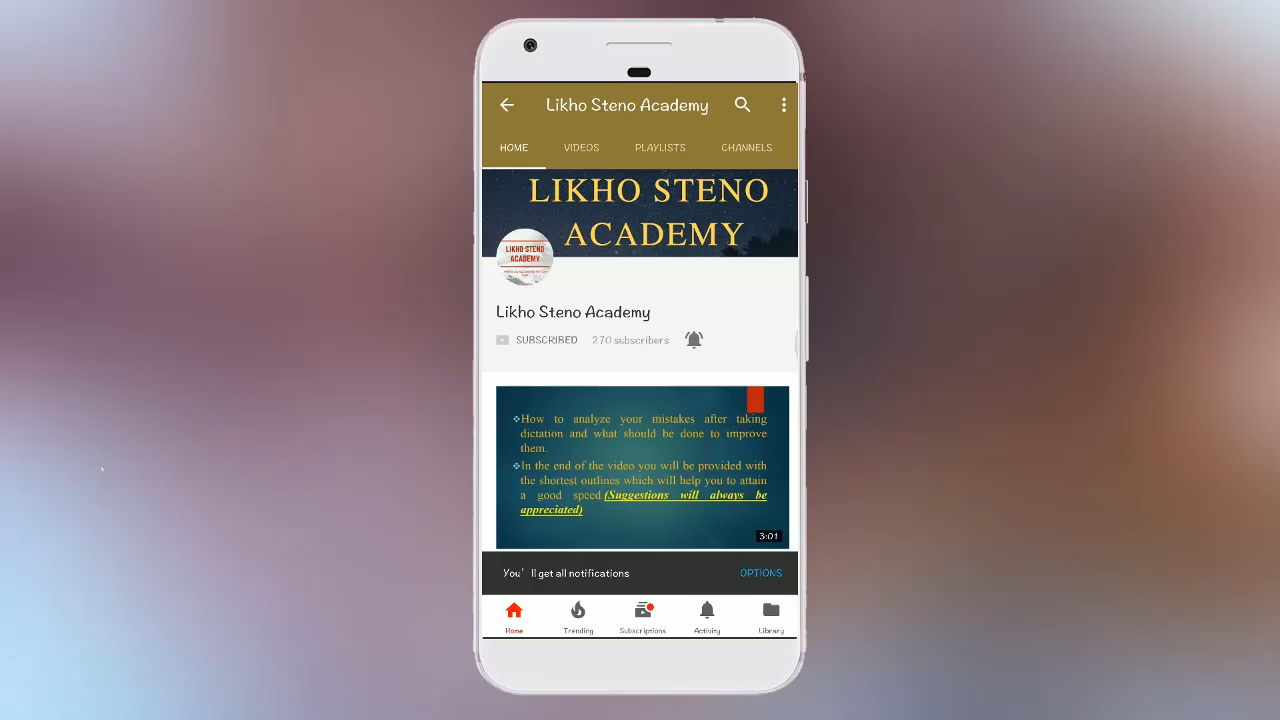 Likho Steno Academy
HOME VIDEOS PLAYLISTS CHANNELS
LIKHO STENO
ACADEMY
LIKHO STENO
ACADEMY
Likho Steno Academy
SUBSCRIBED 270 subscribers
❖How to analyze your mistakes after taking
dictation and what should be done to improve
them.
❖In the end of the video you will be provided with
the shortest outlines which will help you to attain
a good speed.(Suggestions will always be
appreciated)
3:01
You'll get all notifications OPTIONS
Home Trending Subscriptions Activity Library